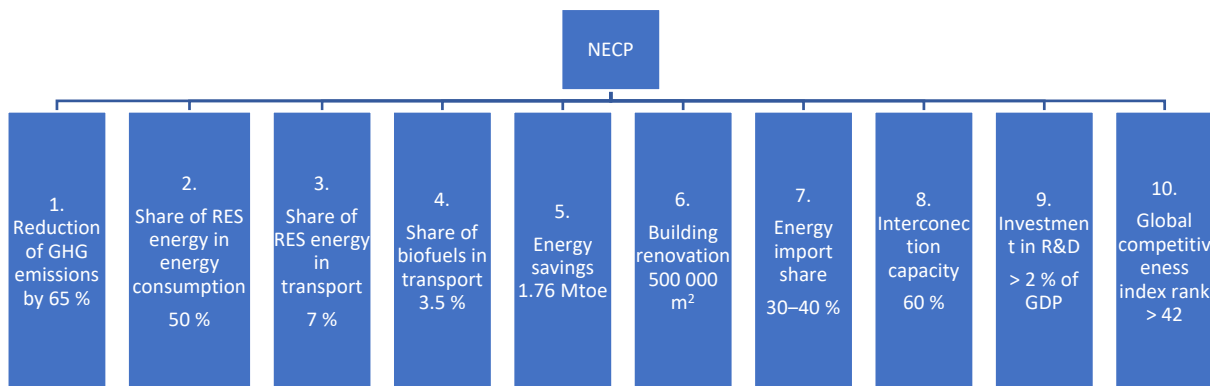 NECP
1.
Reduction
of GHG
emissions
by 65 %
2.
Share of RES
energy in
energy
consumption
50 %
3.
Share of
RES energy
in
transport
7 %
4.
Share of
biofuels in
transport
3.5 %
5.
Energy
savings
1.76 Mtoe
6.
Building
renovation
500 000
m²
7.
Energy
import
share
30–40 %
8.
Interconec
tion
capacity
60 %
9.
Investmen
t in R&D
> 2 % of
GDP
10.
Global
competitiv
eness
index rank
> 42